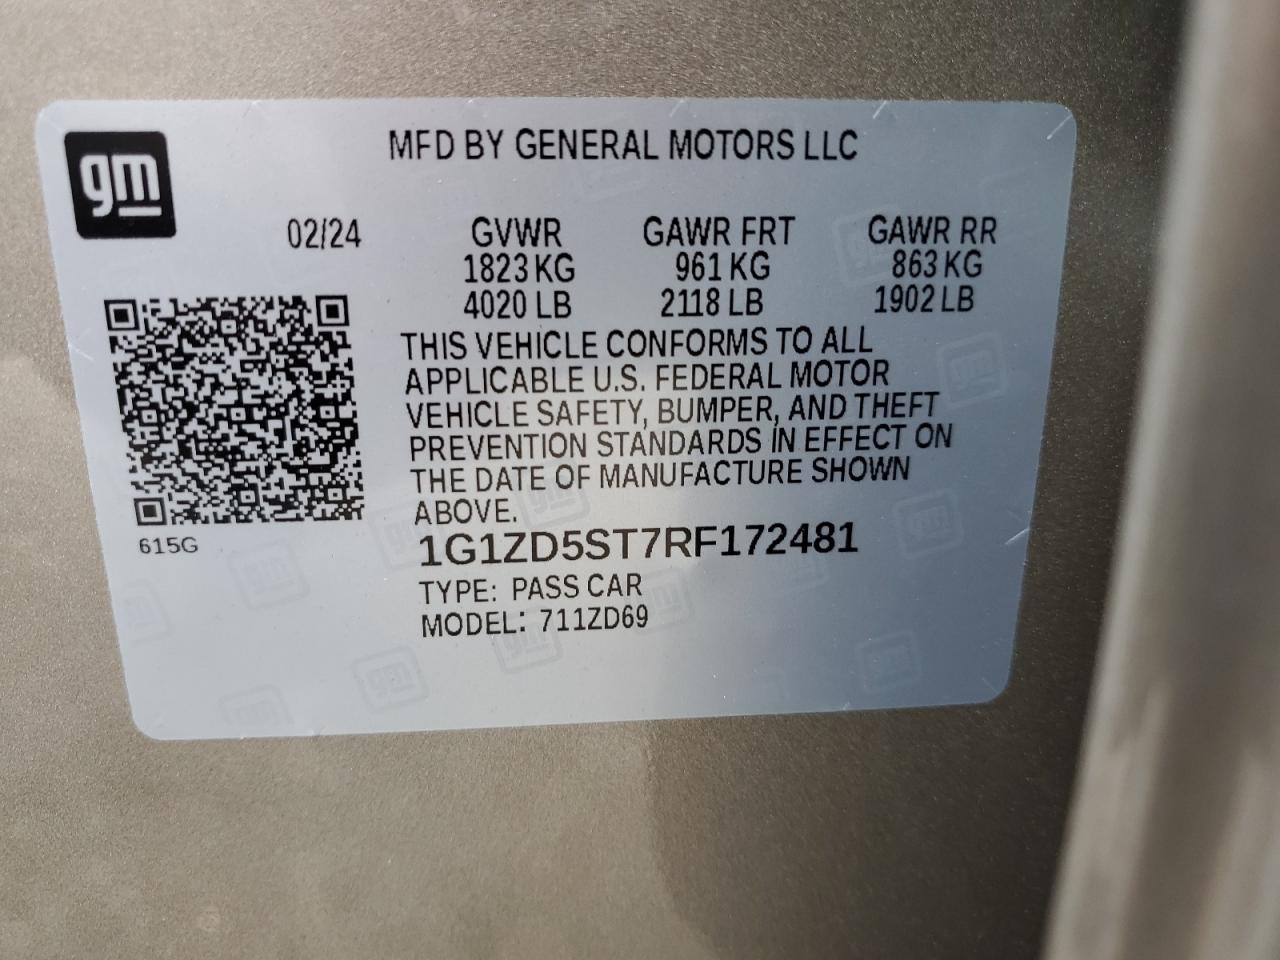 MFD BY GENERAL MOTORS LLC
gm
02/24 GVWR GAWR FRT GAWR RR
1823 KG 961 KG 863 KG
4020 LB 2118 LB 1902 LB
THIS VEHICLE CONFORMS TO ALL
APPLICABLE U.S. FEDERAL MOTOR
VEHICLE SAFETY, BUMPER, AND THEFT
PREVENTION STANDARDS IN EFFECT ON
THE DATE OF MANUFACTURE SHOWN
ABOVE.
615G
1G1ZD5ST7RF172481
TYPE: PASS CAR
MODEL: 711ZD69